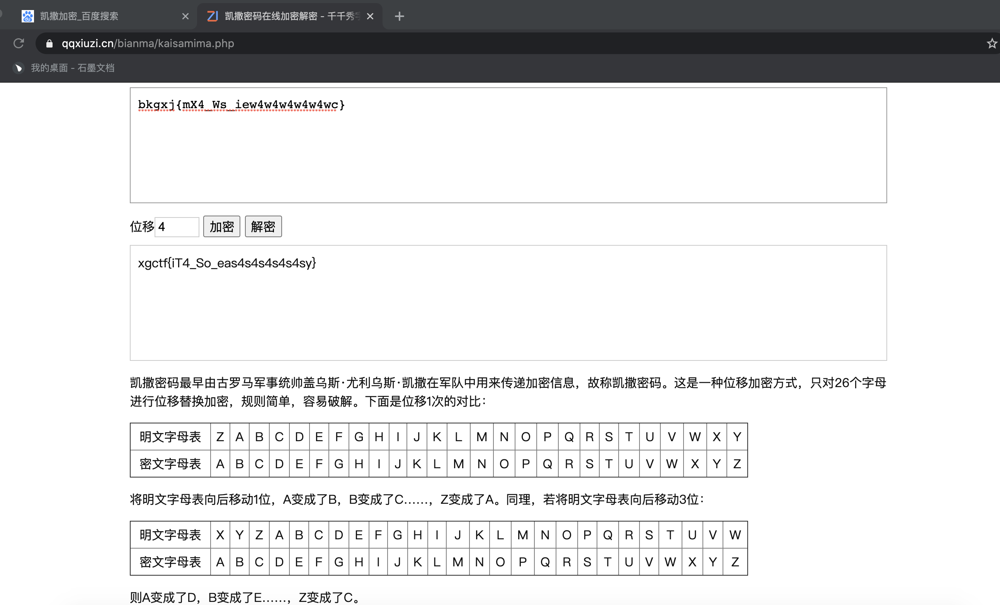 凯撒加密_百度搜索
凯撒密码在线加密解密 - 千千秀
qqxiuzi.cn/bianma/kaisamima.php
我的桌面 - 石墨文档
bkgxj{mX4_Ws_iew4w4w4w4w4wc}
位移 4 加密 解密
xgctf{iT4_So_eas4s4s4s4s4sy}
凯撒密码最早由古罗马军事统帅盖乌斯·尤利乌斯·凯撒在军队中用来传递加密信息，故称凯撒密码。这是一种位移加密方式，只对26个字母
进行位移替换加密，规则简单，容易破解。下面是位移1次的对比：
明文字母表 Z A B C D E F G H I J K L M N O P Q R S T U V W X Y
密文字母表 A B C D E F G H I J K L M N O P Q R S T U V W X Y Z
将明文字母表向后移动1位，A变成了B，B变成了C……，Z变成了A。同理，若将明文字母表向后移动3位：
明文字母表 X Y Z A B C D E F G H I J K L M N O P Q R S T U V W
密文字母表 A B C D E F G H I J K L M N O P Q R S T U V W X Y Z
则A变成了D，B变成了E……，Z变成了C。